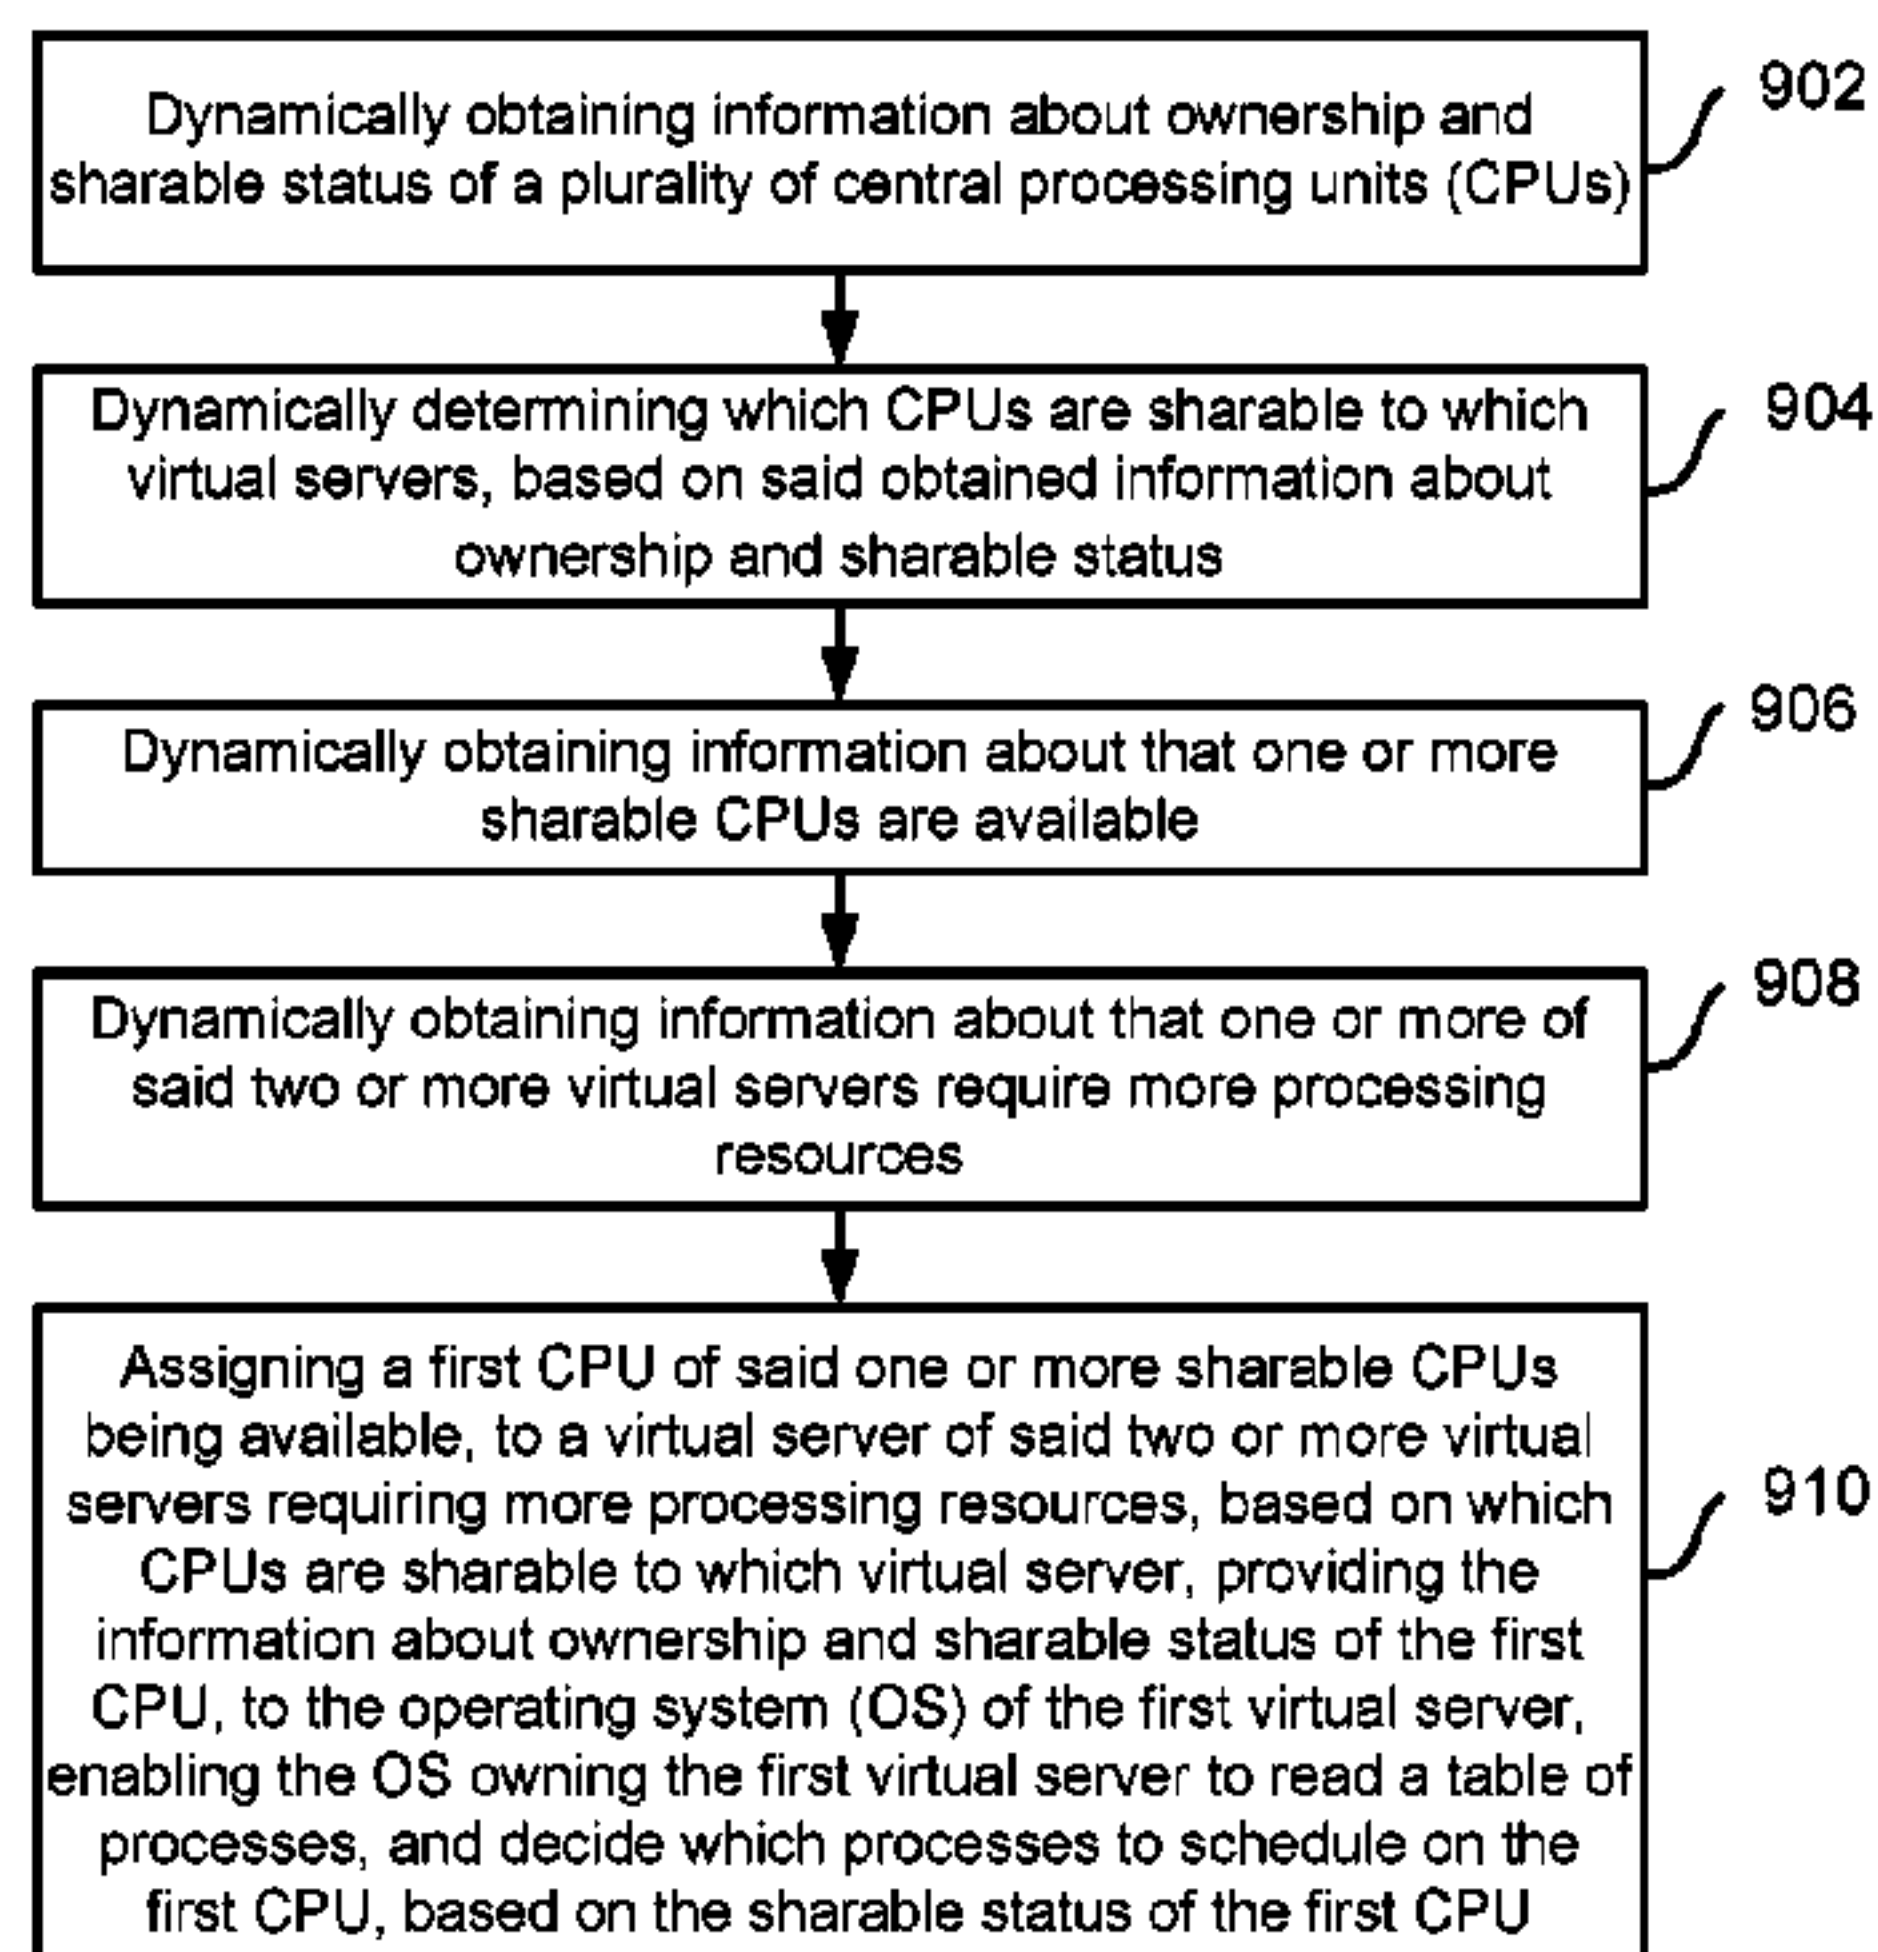 Dynamically obtaining information about ownership and
sharable status of a plurality of central processing units (CPUs)
902
Dynamically determining which CPUs are sharable to which
virtual servers, based on said obtained information about
ownership and sharable status
904
Dynamically obtaining information about that one or more
sharable CPUs are available
906
Dynamically obtaining information about that one or more of
said two or more virtual servers require more processing
resources
908
Assigning a first CPU of said one or more sharable CPUs
being available, to a virtual server of said two or more virtual
servers requiring more processing resources, based on which
CPUs are sharable to which virtual server, providing the
information about ownership and sharable status of the first
CPU, to the operating system (OS) of the first virtual server,
enabling the OS owning the first virtual server to read a table of
processes, and decide which processes to schedule on the
first CPU, based on the sharable status of the first CPU
910